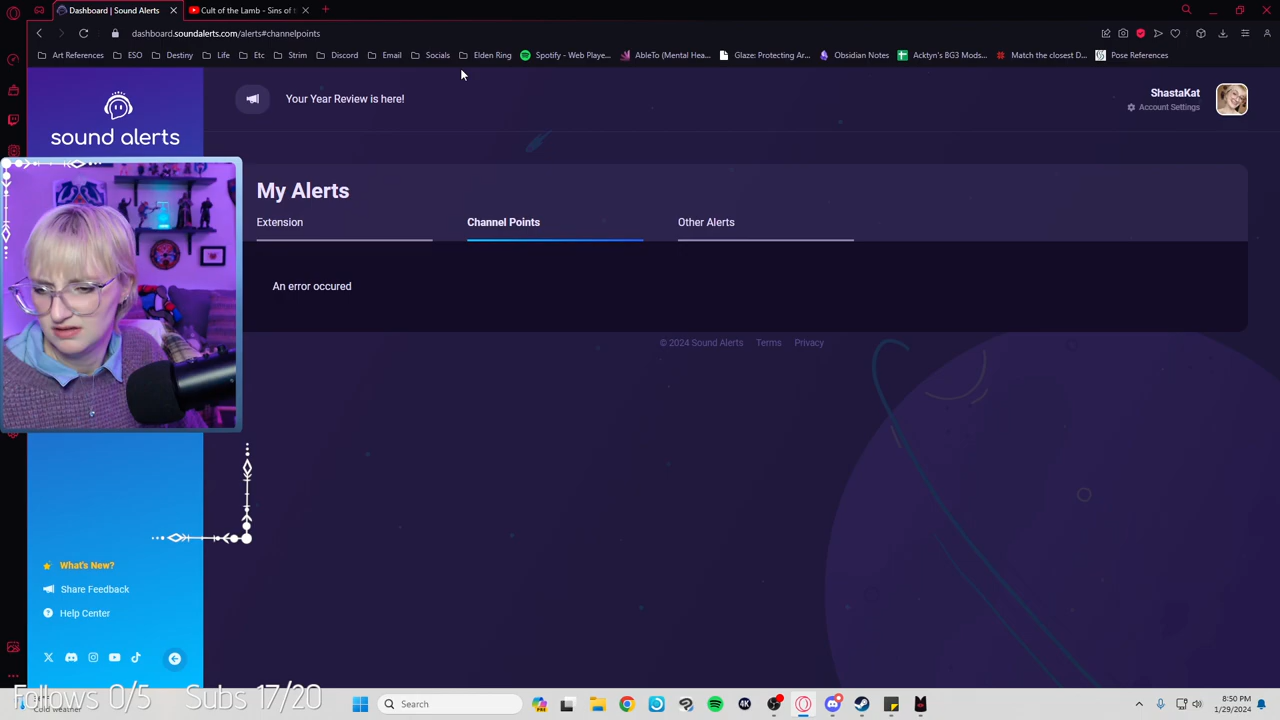 Dashboard | Sound Alerts
Cult of the Lamb - Sins of
dashboard.soundalerts.com/alerts#channelpoints
Art References
ESO
Destiny
Life
Etc
Strim
Discord
Email
Socials
Elden Ring
Spotify - Web Playe...
AbleTo (Mental Hea...
Glaze: Protecting Ar...
Obsidian Notes
Acktyn's BG3 Mods...
Match the closest D...
Pose References
sound alerts
Your Year Review is here!
ShastaKat
Account Settings
My Alerts
Extension
Channel Points
Other Alerts
An error occured
© 2024 Sound Alerts
Terms
Privacy
What's New?
Share Feedback
Help Center
Follows 0/5
Subs 17/20
Cold weather
Search
4K
8:50 PM
1/29/2024